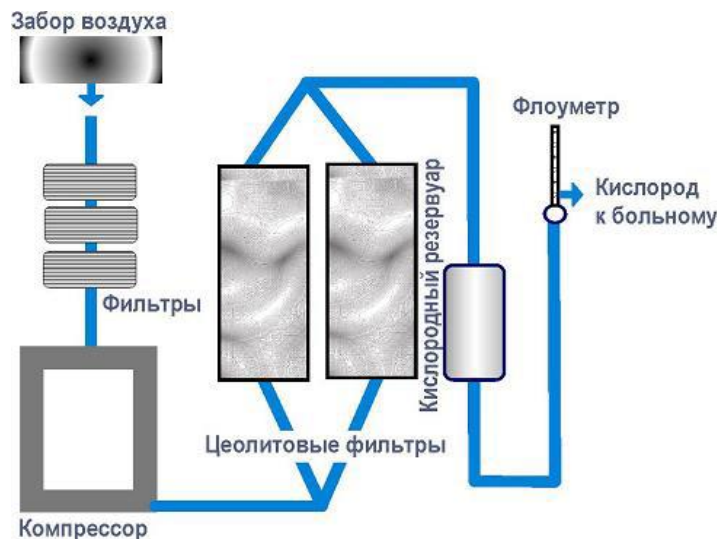 Забор воздуха
Фильтры
Компрессор
Цеолитовые фильтры
Кислородный резервуар
Флоуметр
Кислород
к больному